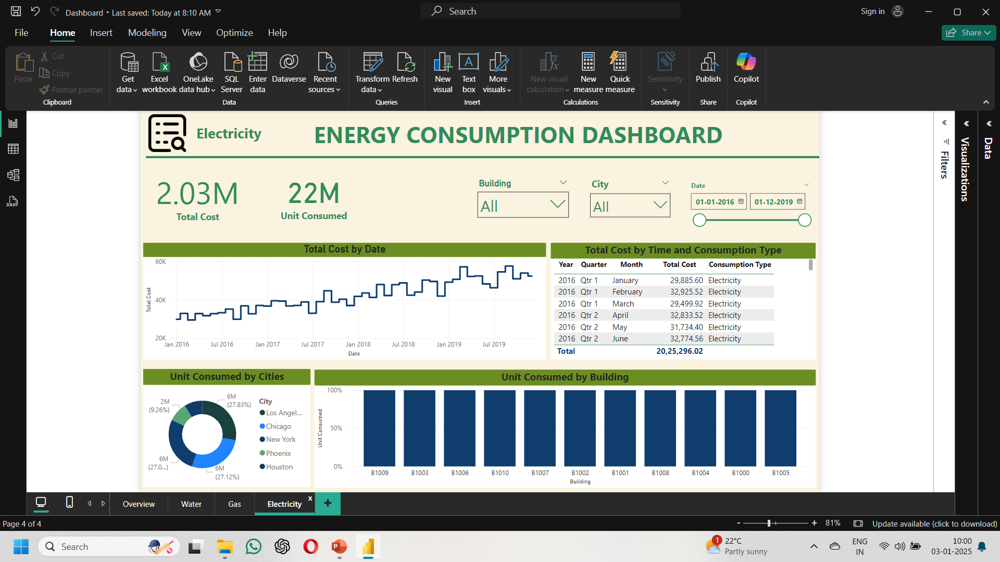 Dashboard • Last saved: Today at 8:10 AM
Search
Sign in
File Home Insert Modeling View Optimize Help
Share
Paste
Cut
Copy
Format painter
Clipboard
Get data
Excel workbook
OneLake data hub
SQL Server
Enter data
Dataverse
Recent sources
Data
Transform data
Refresh
Queries
New visual
Text box
More visuals
Insert
New visual calculation
New measure
Quick measure
Calculations
Sensitivity
Sensitivity
Publish
Share
Copilot
Copilot
DAX
Electricity
ENERGY CONSUMPTION DASHBOARD
2.03M
Total Cost
22M
Unit Consumed
Building
All
City
All
Date
01-01-2016
01-12-2019
Filters
Visualizations
Data
Total Cost by Date
Total Cost
60K
40K
20K
Jan 2016 Jul 2016 Jan 2017 Jul 2017 Jan 2018 Jul 2018 Jan 2019 Jul 2019
Date
Total Cost by Time and Consumption Type
Year Quarter Month Total Cost Consumption Type
2016 Qtr 1 January 29,885.60 Electricity
2016 Qtr 1 February 32,925.52 Electricity
2016 Qtr 1 March 29,499.92 Electricity
2016 Qtr 2 April 32,833.52 Electricity
2016 Qtr 2 May 31,734.40 Electricity
2016 Qtr 2 June 32,774.56 Electricity
Total 20,25,296.02
Unit Consumed by Cities
6M
(27.83%)
2M
(9.26%)
6M
(27.0...)
6M
(27.12%)
City
Los Angel...
Chicago
New York
Phoenix
Houston
Unit Consumed by Building
Unit Consumed
100%
50%
0%
B1009 B1003 B1006 B1010 B1007 B1002 B1001 B1008 B1004 B1000 B1005
Building
Overview Water Gas Electricity x +
Page 4 of 4
- + 81%
Update available (click to download)
Search
1
22°C
Partly sunny
ENG
IN
10:00
03-01-2025